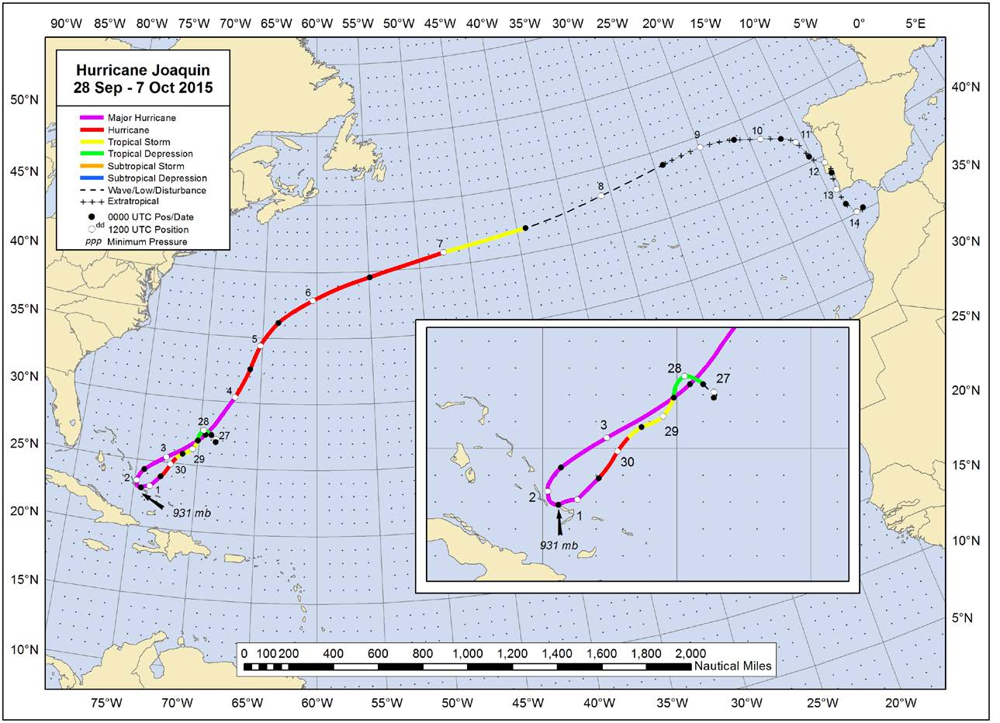 90°W 85°W 80°W 75°W 70°W 65°W 60°W 55°W 50°W 45°W 40°W 35°W 30°W 25°W 20°W 15°W 10°W 5°W 0° 5°E
Hurricane Joaquin
28 Sep - 7 Oct 2015
Major Hurricane
Hurricane
Tropical Storm
Tropical Depression
Subtropical Storm
Subtropical Depression
Wave/Low/Disturbance
Extratropical
0000 UTC Pos/Date
dd 1200 UTC Position
ppp Minimum Pressure
50°N
45°N
40°N
35°N
30°N
25°N
20°N
15°N
10°N
40°N
35°N
30°N
25°N
20°N
15°N
10°N
5°N
9
10
11
12
13
14
8
7
6
5
4
28
27
3
29
30
2
1
931 mb
28
27
3
29
30
2
1
931 mb
0 100 200 400 600 800 1,000 1,200 1,400 1,600 1,800 2,000
Nautical Miles
75°W 70°W 65°W 60°W 55°W 50°W 45°W 40°W 35°W 30°W 25°W 20°W